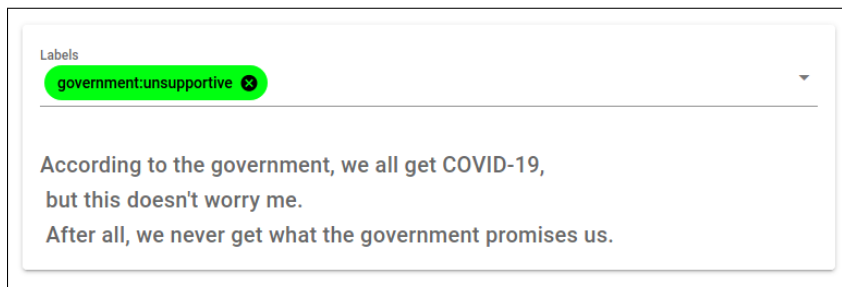 Labels
government:unsupportive
According to the government, we all get COVID-19,
but this doesn't worry me.
After all, we never get what the government promises us.